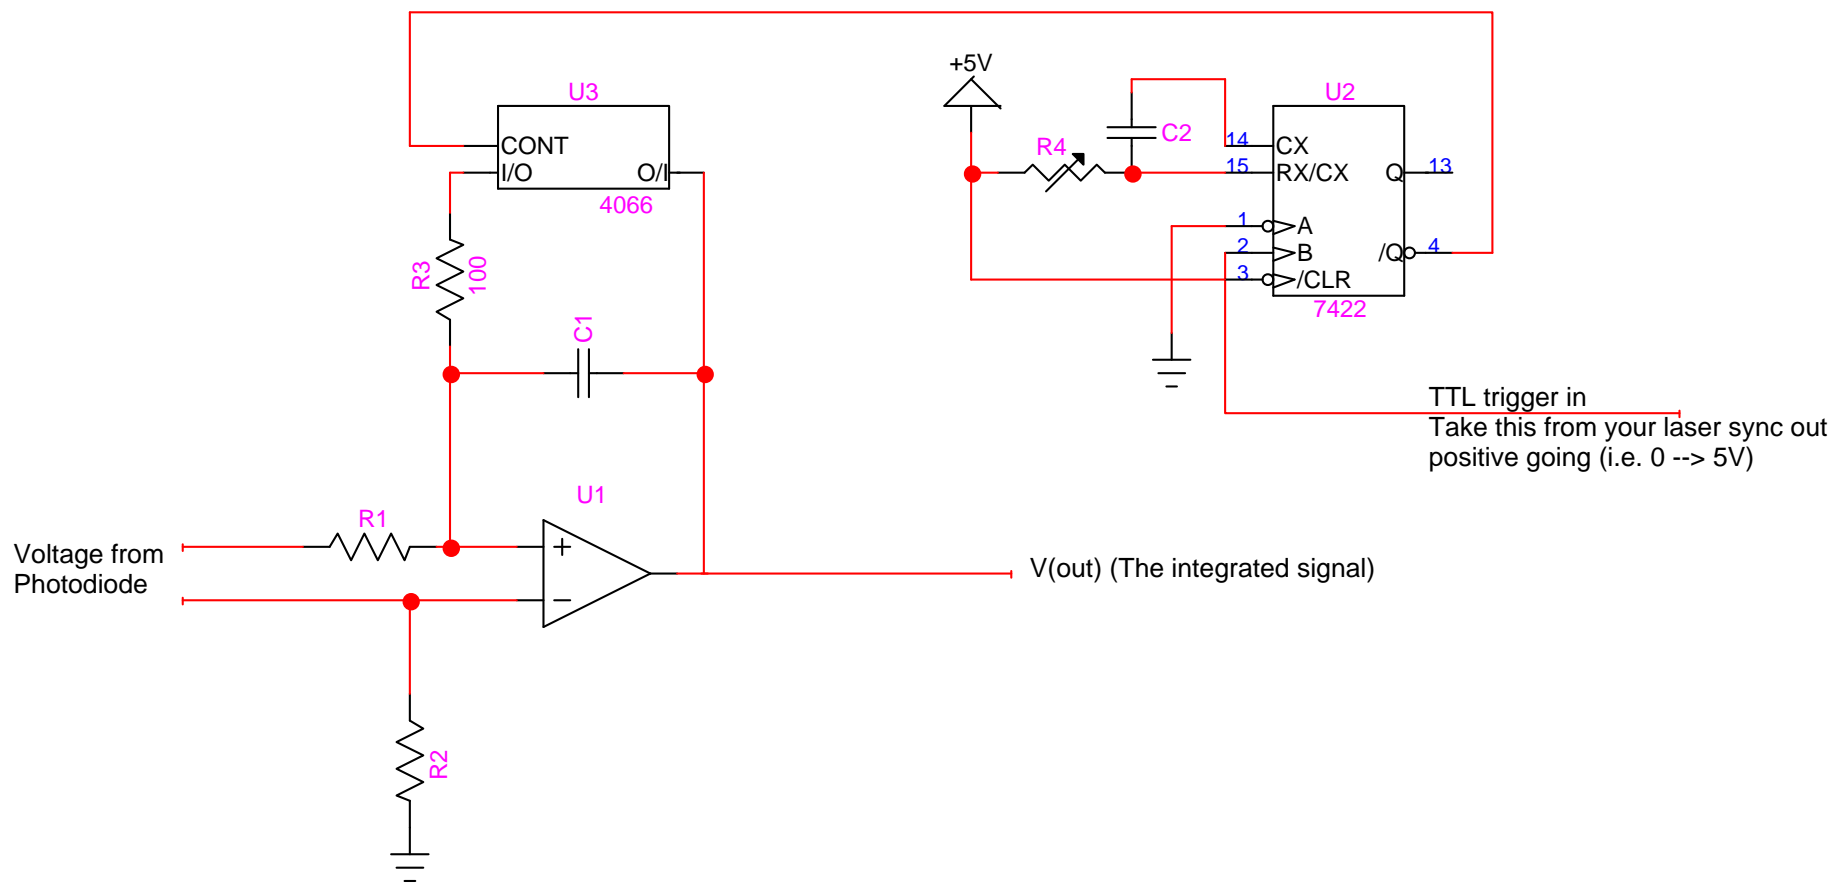 +5V
U3
U2
CONT
I/O
O/I
4066
R4
C2
14
CX
15
RX/CX
Q
13
1
A
2
B
/Q
4
3
/CLR
7422
R3
100
C1
TTL trigger in
Take this from your laser sync out
positive going (i.e. 0 --> 5V)
U1
R1
+
Voltage from
Photodiode
−
V(out) (The integrated signal)
R2